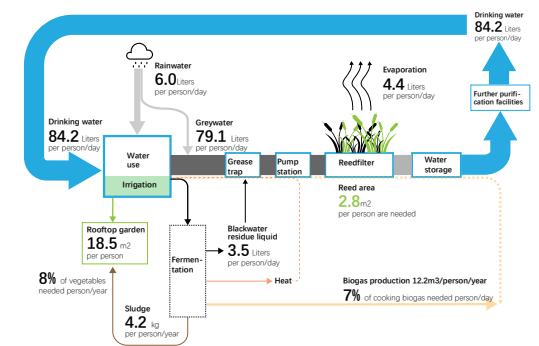 Drinking water
84.2 Liters
per person/day
Rainwater
6.0 Liters
per person/day
Evaporation
4.4 Liters
per person/day
Further purifi-
cation facilities
Drinking water
84.2 Liters
per person/day
Greywater
79.1 Liters
per person/day
Water
use
Irrigation
Grease
trap
Pump
station
Reedfilter
Water
storage
Reed area
2.8m2
per person are needed
Rooftop garden
18.5 m2
per person
Blackwater
residue liquid
3.5 Liters
per person/day
Fermen-
tation
8% of vegetables
needed person/year
Heat
Biogas production 12.2m3/person/year
7% of cooking biogas needed person/day
Sludge
4.2 kg
per person/year